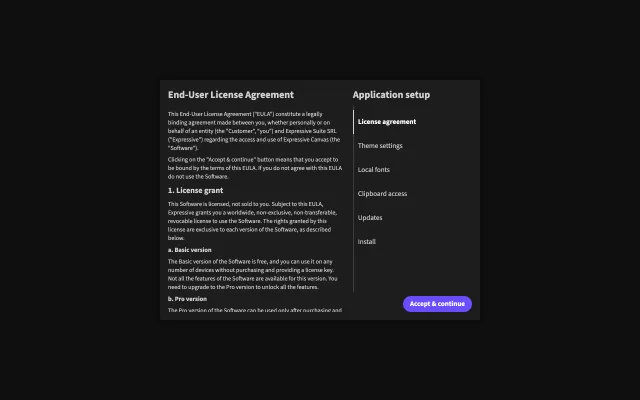 End-User License Agreement
This End-User License Agreement ("EULA") constitute a legally
binding agreement made between you, whether personally or on
behalf of an entity (the "Customer", "you") and Expressive Suite SRL
("Expressive") regarding the access and use of Expressive Canvas (the
"Software").
Clicking on the "Accept & continue" button means that you accept to
be bound by the terms of this EULA. If you do not agree with this EULA
do not use the Software.
1. License grant
This Software is licensed, not sold to you. Subject to this EULA,
Expressive grants you a worldwide, non-exclusive, non-transferable,
revocable license to use the Software. The rights granted by this
license are exclusive to each version of the Software, as described
below.
a. Basic version
The Basic version of the Software is free, and you can use it on any
number of devices without purchasing and providing a license key.
Not all the features of the Software are available for this version. You
need to upgrade to the Pro version to unlock all the features.
b. Pro version
The Pro version of the Software can be used only after purchasing and
Application setup
License agreement
Theme settings
Local fonts
Clipboard access
Updates
Install
Accept & continue